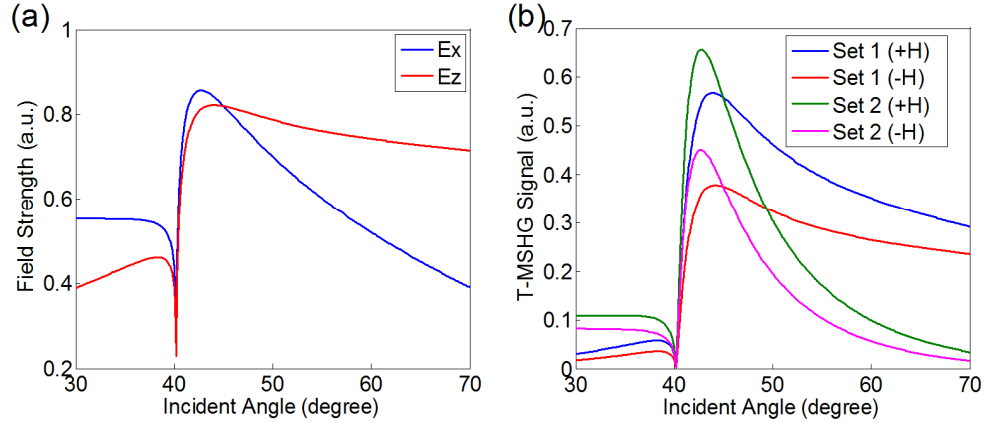 (a)
1
0.8
0.6
0.4
0.2
30 40 50 60 70
Field Strength (a.u.)
Incident Angle (degree)
Ex
Ez
(b)
0.7
0.6
0.5
0.4
0.3
0.2
0.1
0
30 40 50 60 70
T-MSHG Signal (a.u.)
Incident Angle (degree)
Set 1 (+H)
Set 1 (-H)
Set 2 (+H)
Set 2 (-H)